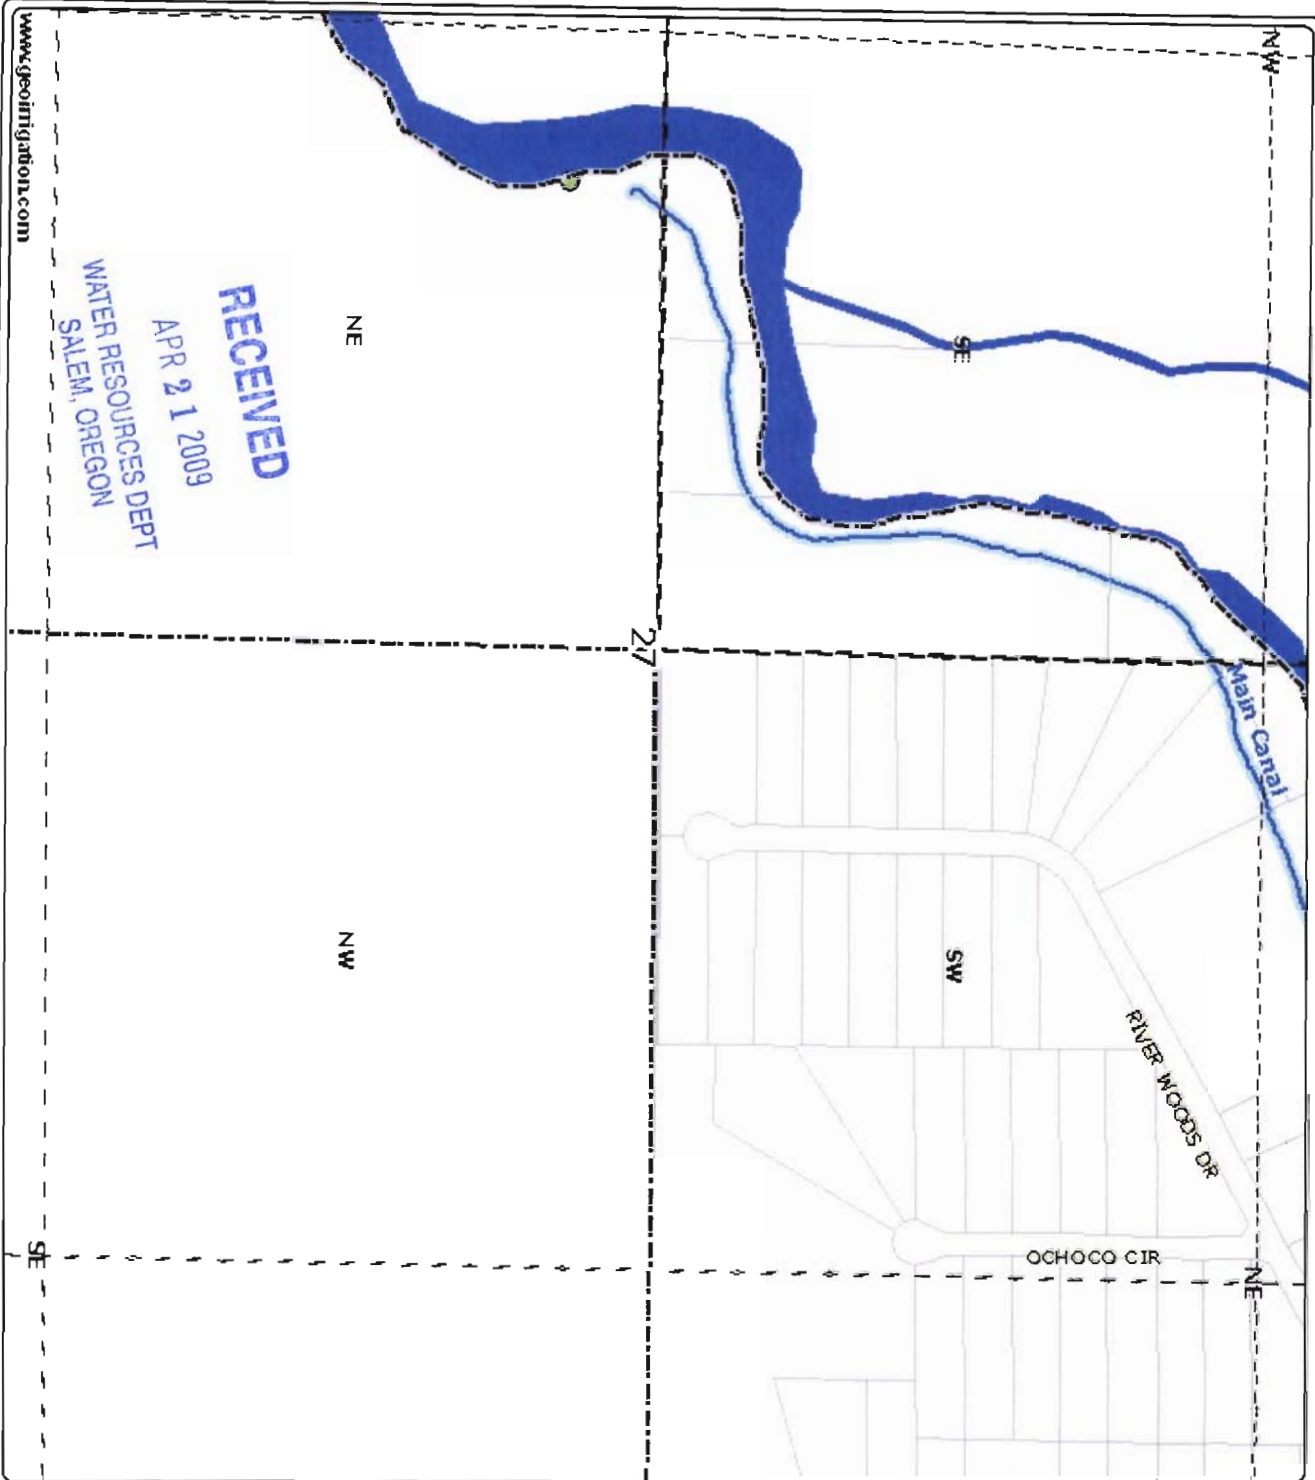 NW
NE
SE
27
Main Canal
NW
SW
RIVER WOODS DR
OCHOCO CIR
SE
NE
RECEIVED
APR 21 2009
WATER RESOURCES DEPT
SALEM, OREGON
www.geoirrigation.com